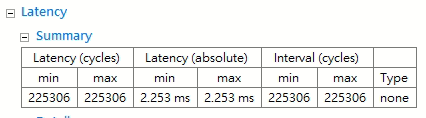 Latency
Summary
Latency (cycles) Latency (absolute) Interval (cycles)
min max min max min max Type
225306 225306 2.253 ms 2.253 ms 225306 225306 none